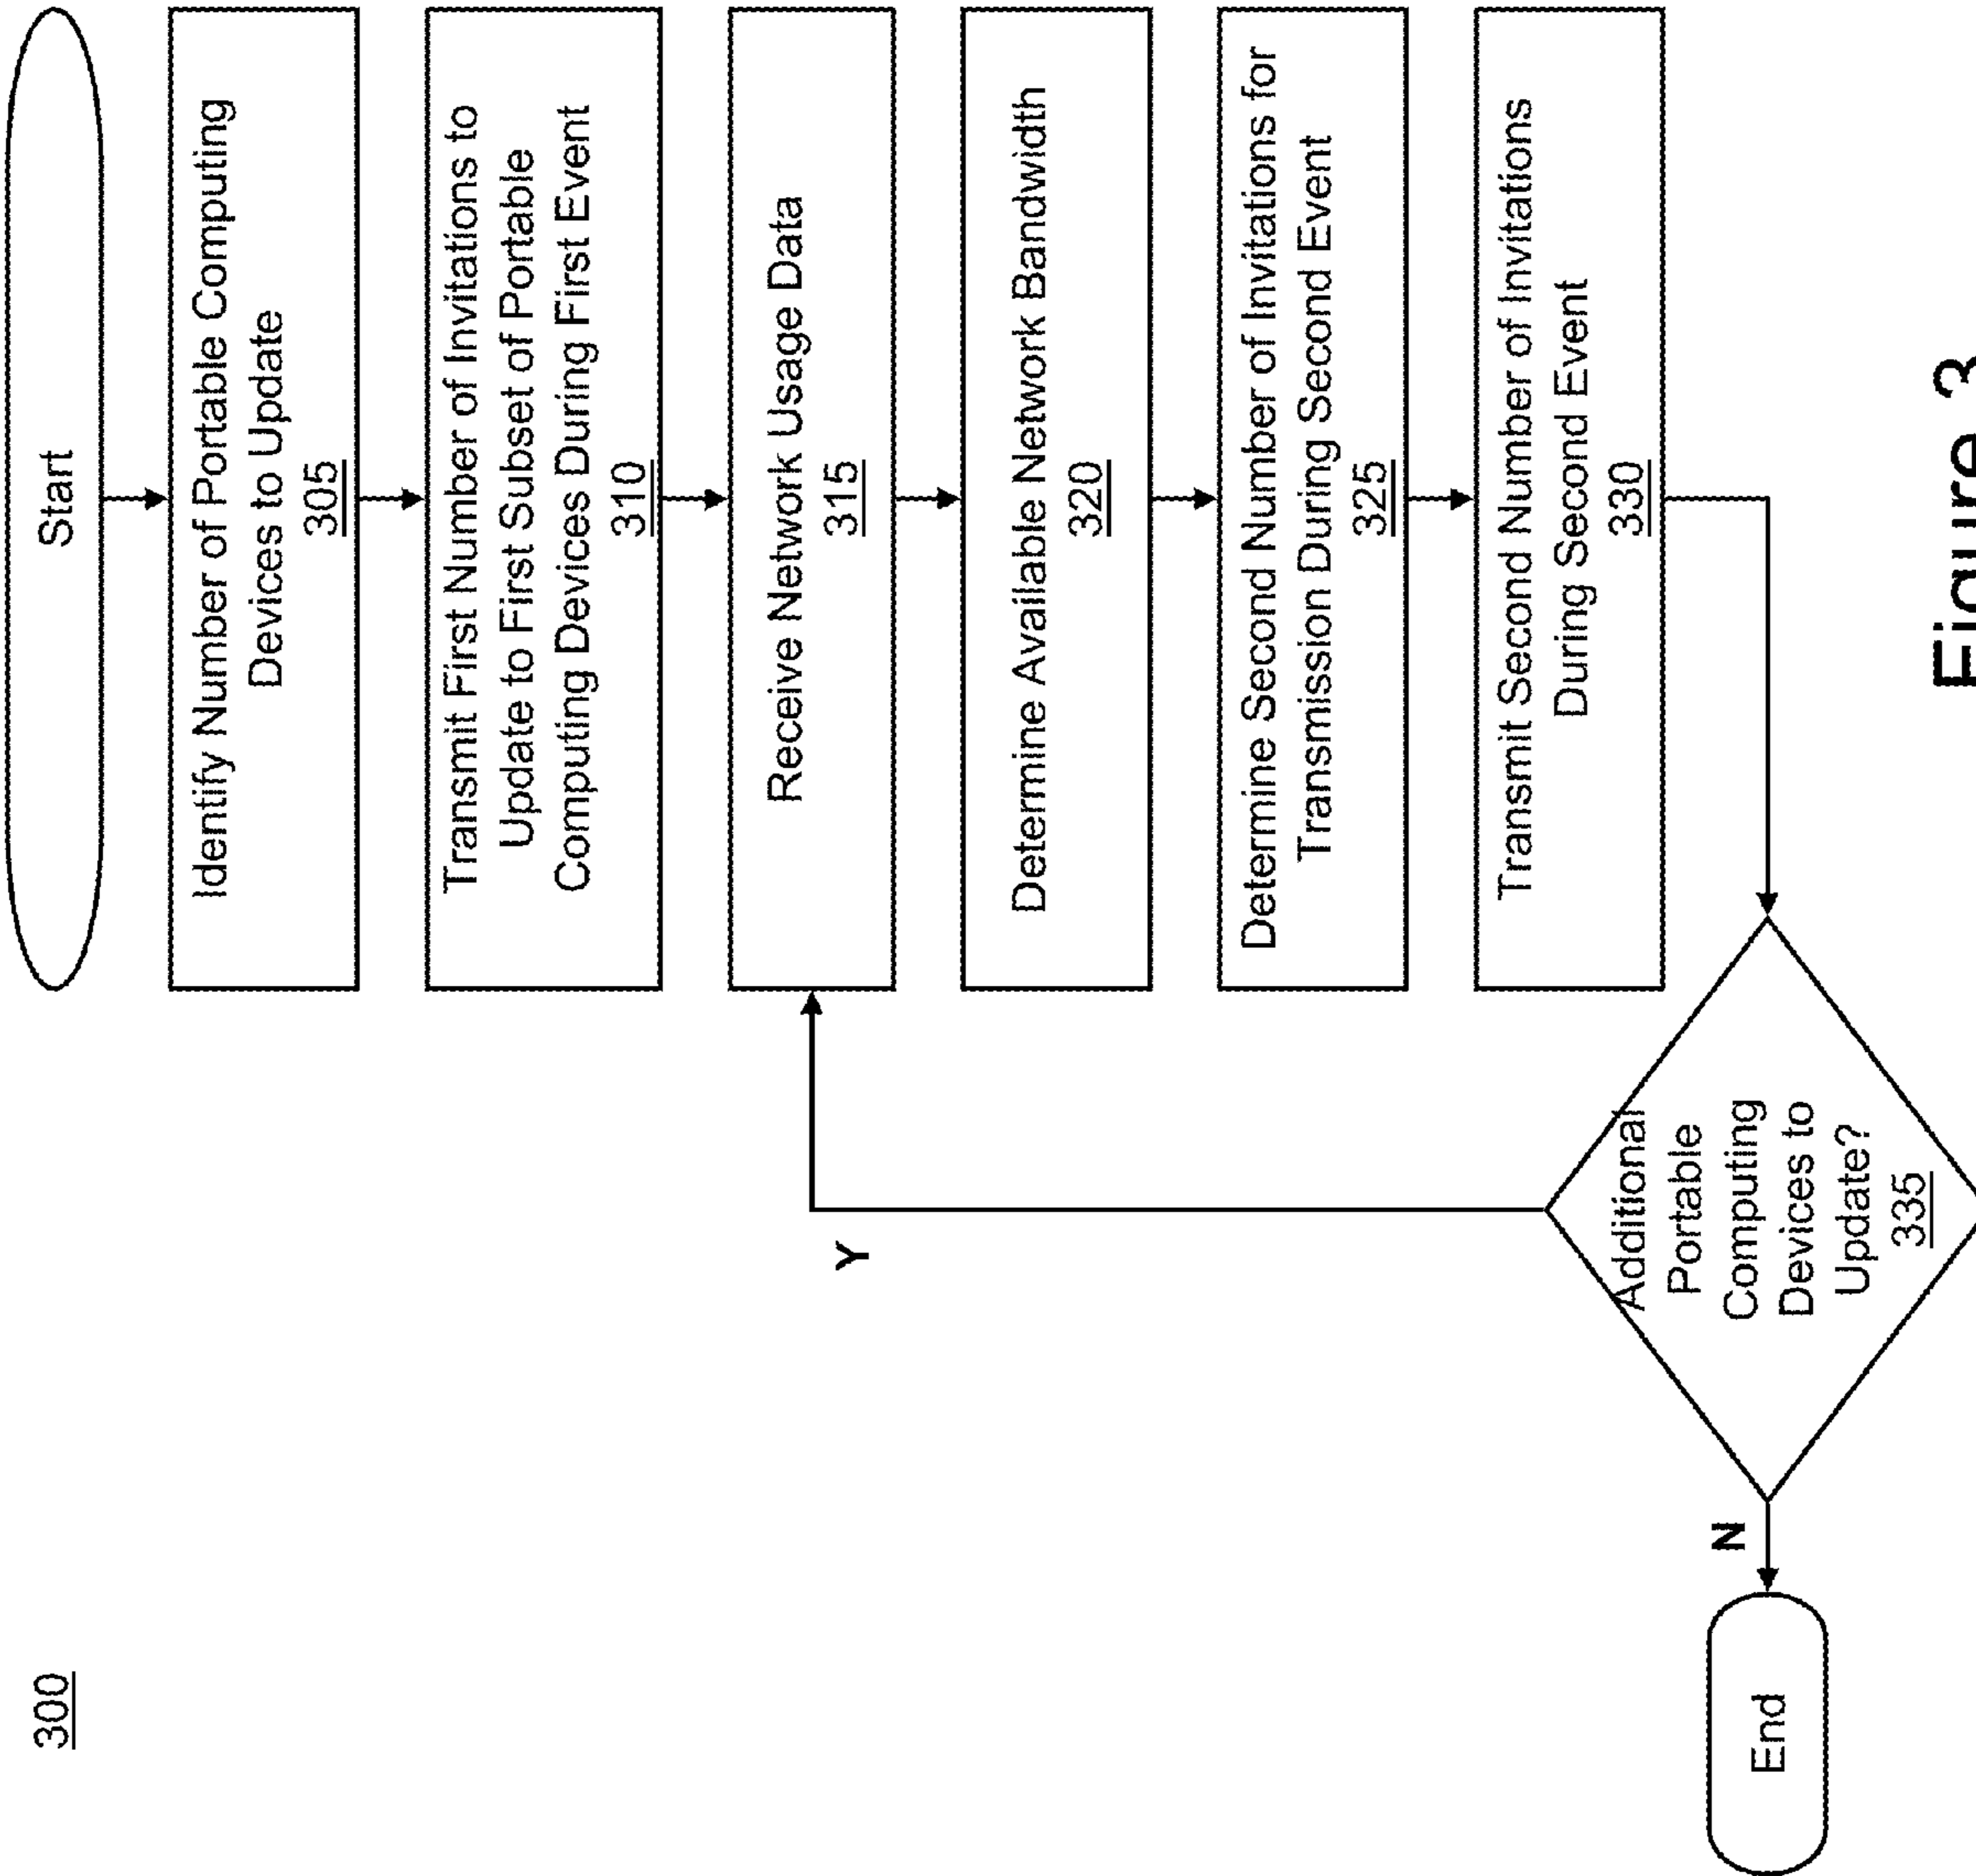 300
Start
Identify Number of Portable Computing
Devices to Update
305
Transmit First Number of Invitations to
Update to First Subset of Portable
Computing Devices During First Event
310
Receive Network Usage Data
315
Determine Available Network Bandwidth
320
Determine Second Number of Invitations for
Transmission During Second Event
325
Transmit Second Number of Invitations
During Second Event
330
Additional
Portable
Computing
Devices to
Update?
335
Y
N
End
Figure 3